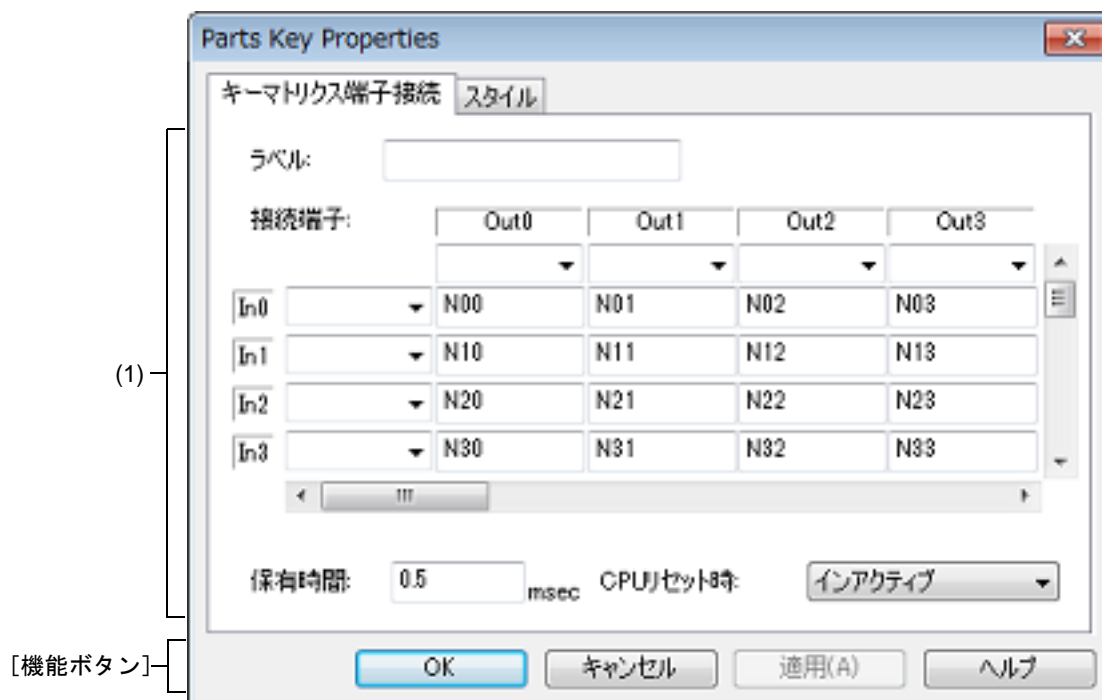 Parts Key Properties
キーマトリクス端子接続 スタイル
ラベル:
接続端子: Out0 Out1 Out2 Out3
In0 N00 N01 N02 N03
In1 N10 N11 N12 N13
(1)
In2 N20 N21 N22 N23
In3 N30 N31 N32 N33
保有時間: 0.5 msec CPUリセット時: インアクティブ
[機能ボタン] OK キャンセル 適用(A) ヘルプ